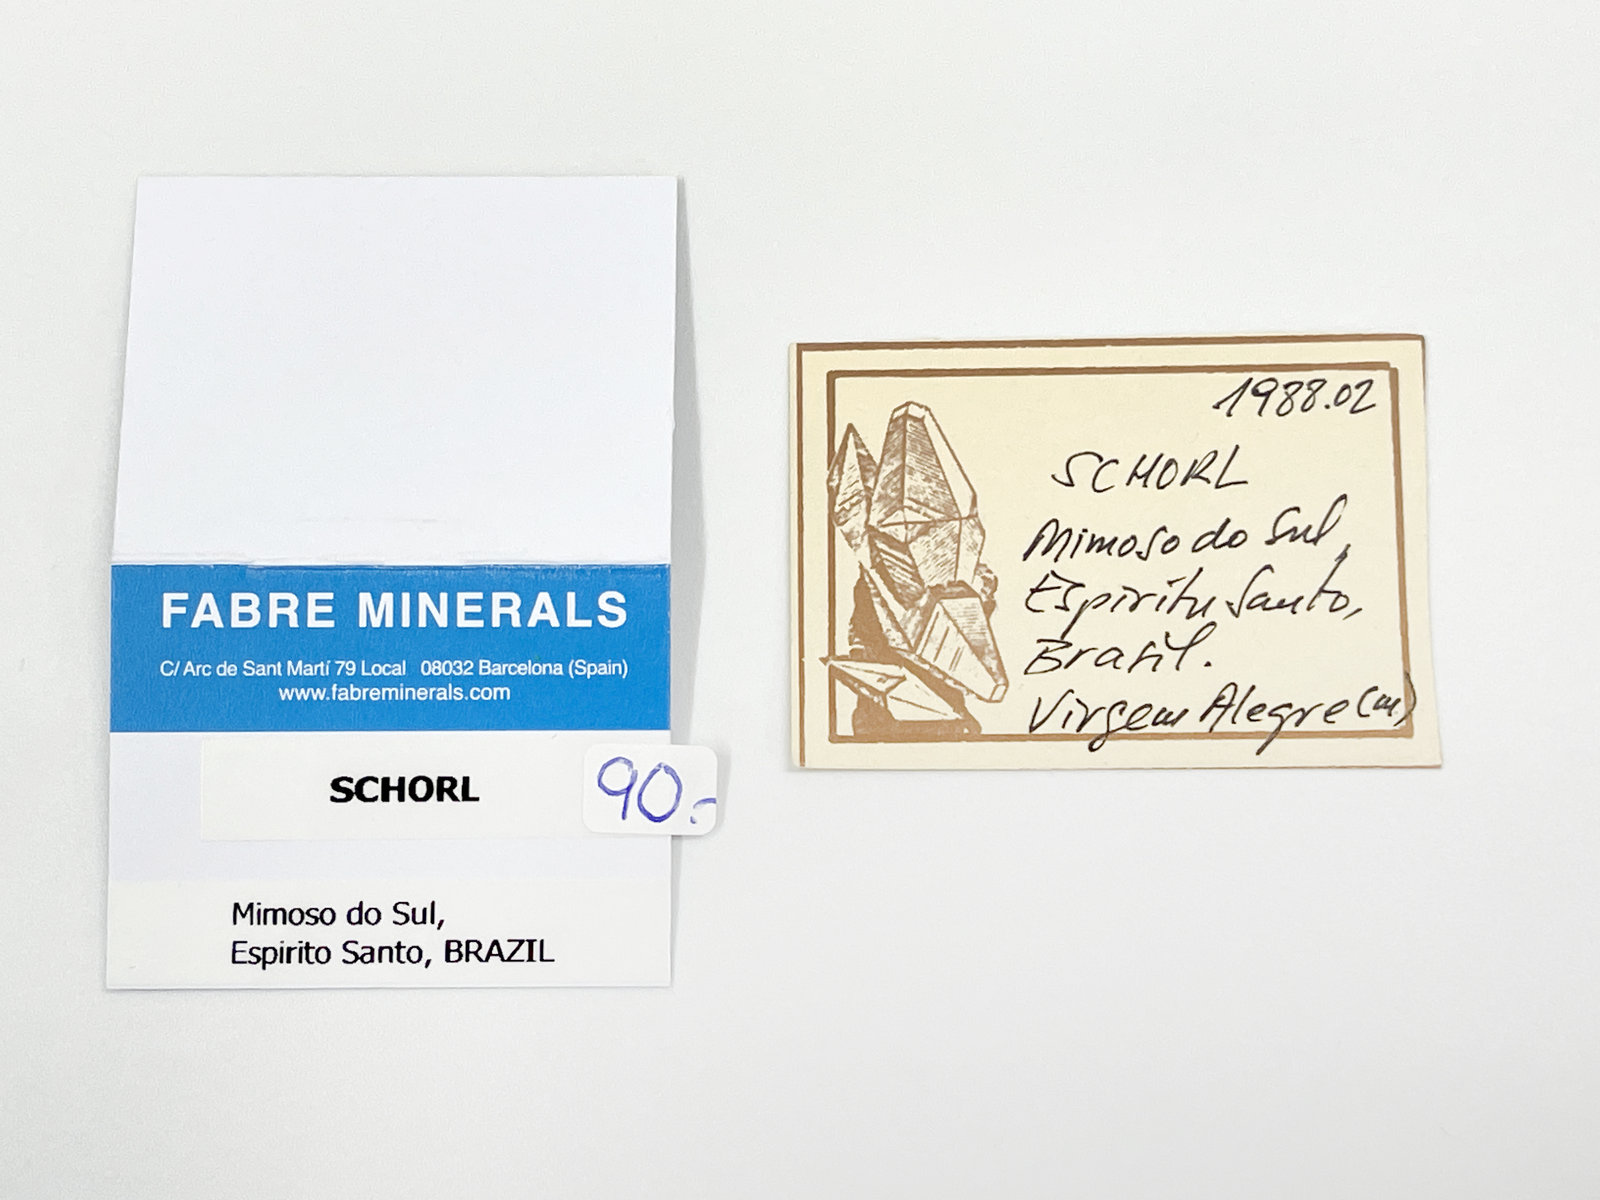 FABRE MINERALS
C/ Arc de Sant Martí 79 Local 08032 Barcelona (Spain)
www.fabreminerals.com
SCHORL
90.-
Mimoso do Sul,
Espirito Santo, BRAZIL
1988.02
SCHORL
Mimoso do Sul,
Espiritu Santo,
Brasil.
Virgem Alegre (m)